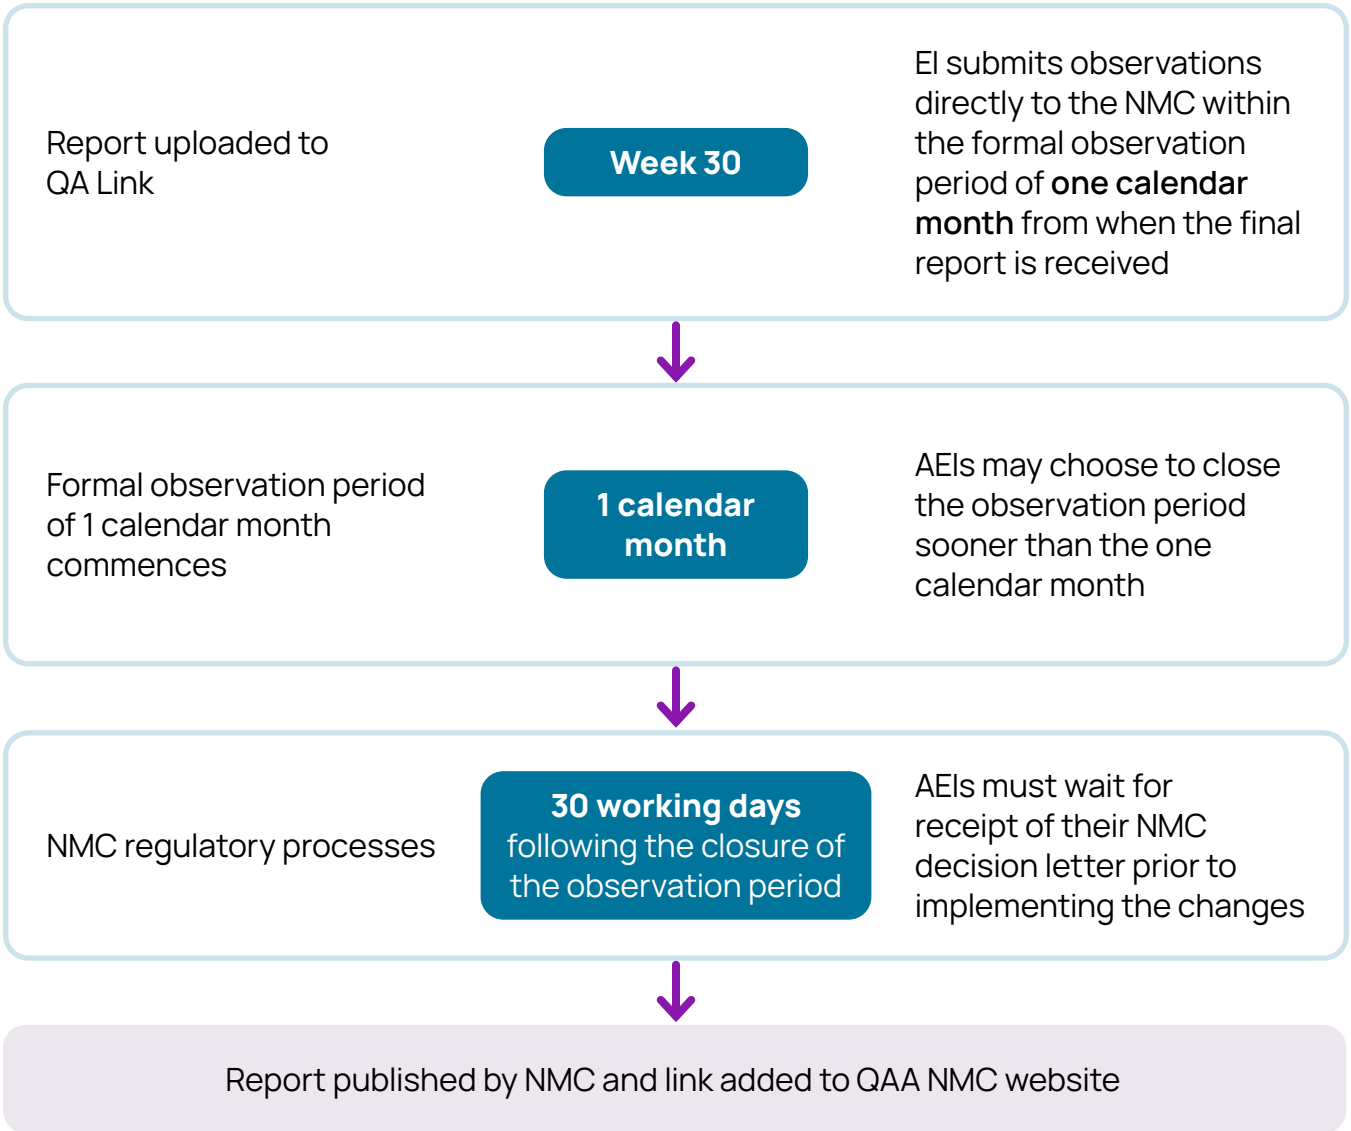 Report uploaded to
QA Link
Week 30
EI submits observations
directly to the NMC within
the formal observation
period of one calendar
month from when the final
report is received
Formal observation period
of 1 calendar month
commences
1 calendar
month
AEIs may choose to close
the observation period
sooner than the one
calendar month
NMC regulatory processes
30 working days
following the closure of
the observation period
AEIs must wait for
receipt of their NMC
decision letter prior to
implementing the changes
Report published by NMC and link added to QAA NMC website